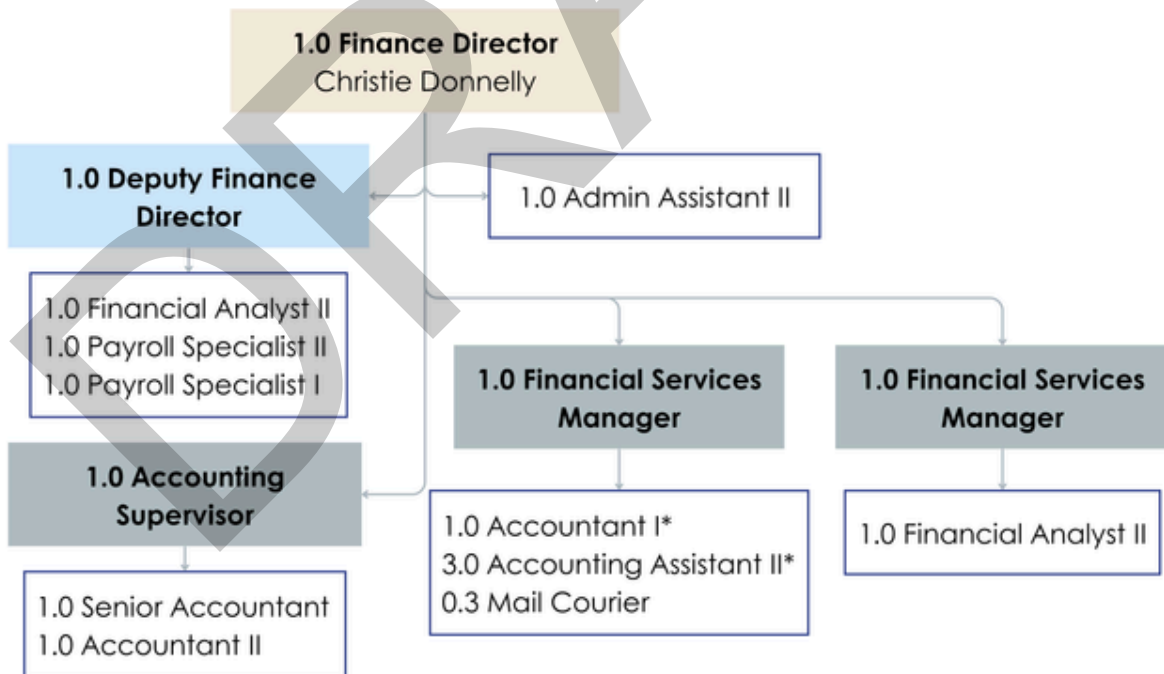 1.0 Finance Director
Christie Donnelly
1.0 Deputy Finance
Director
1.0 Admin Assistant II
1.0 Financial Analyst II
1.0 Payroll Specialist II
1.0 Payroll Specialist I
1.0 Financial Services
Manager
1.0 Financial Services
Manager
1.0 Accounting
Supervisor
1.0 Accountant I*
3.0 Accounting Assistant II*
0.3 Mail Courier
1.0 Financial Analyst II
1.0 Senior Accountant
1.0 Accountant II
DRA